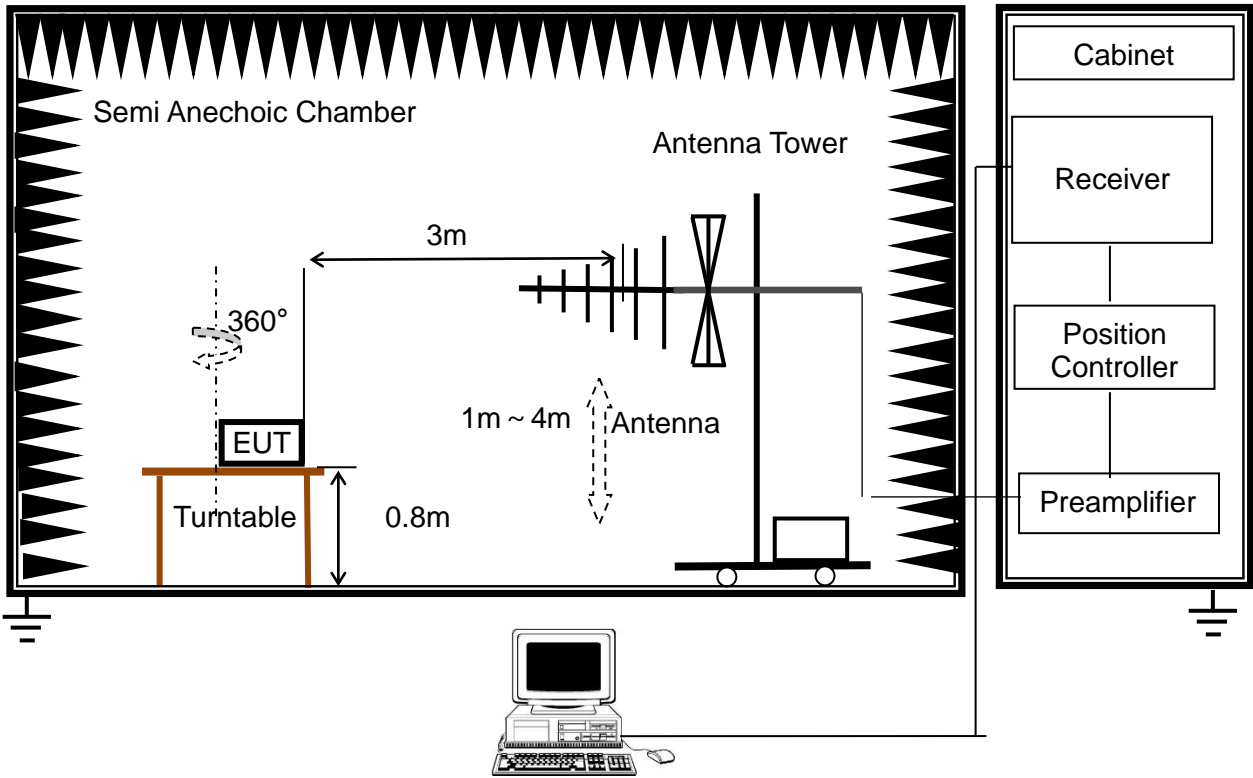 Cabinet
Semi Anechoic Chamber
Antenna Tower
Receiver
3m
360°
Position
Controller
1m ~ 4m
Antenna
EUT
Turntable
0.8m
Preamplifier